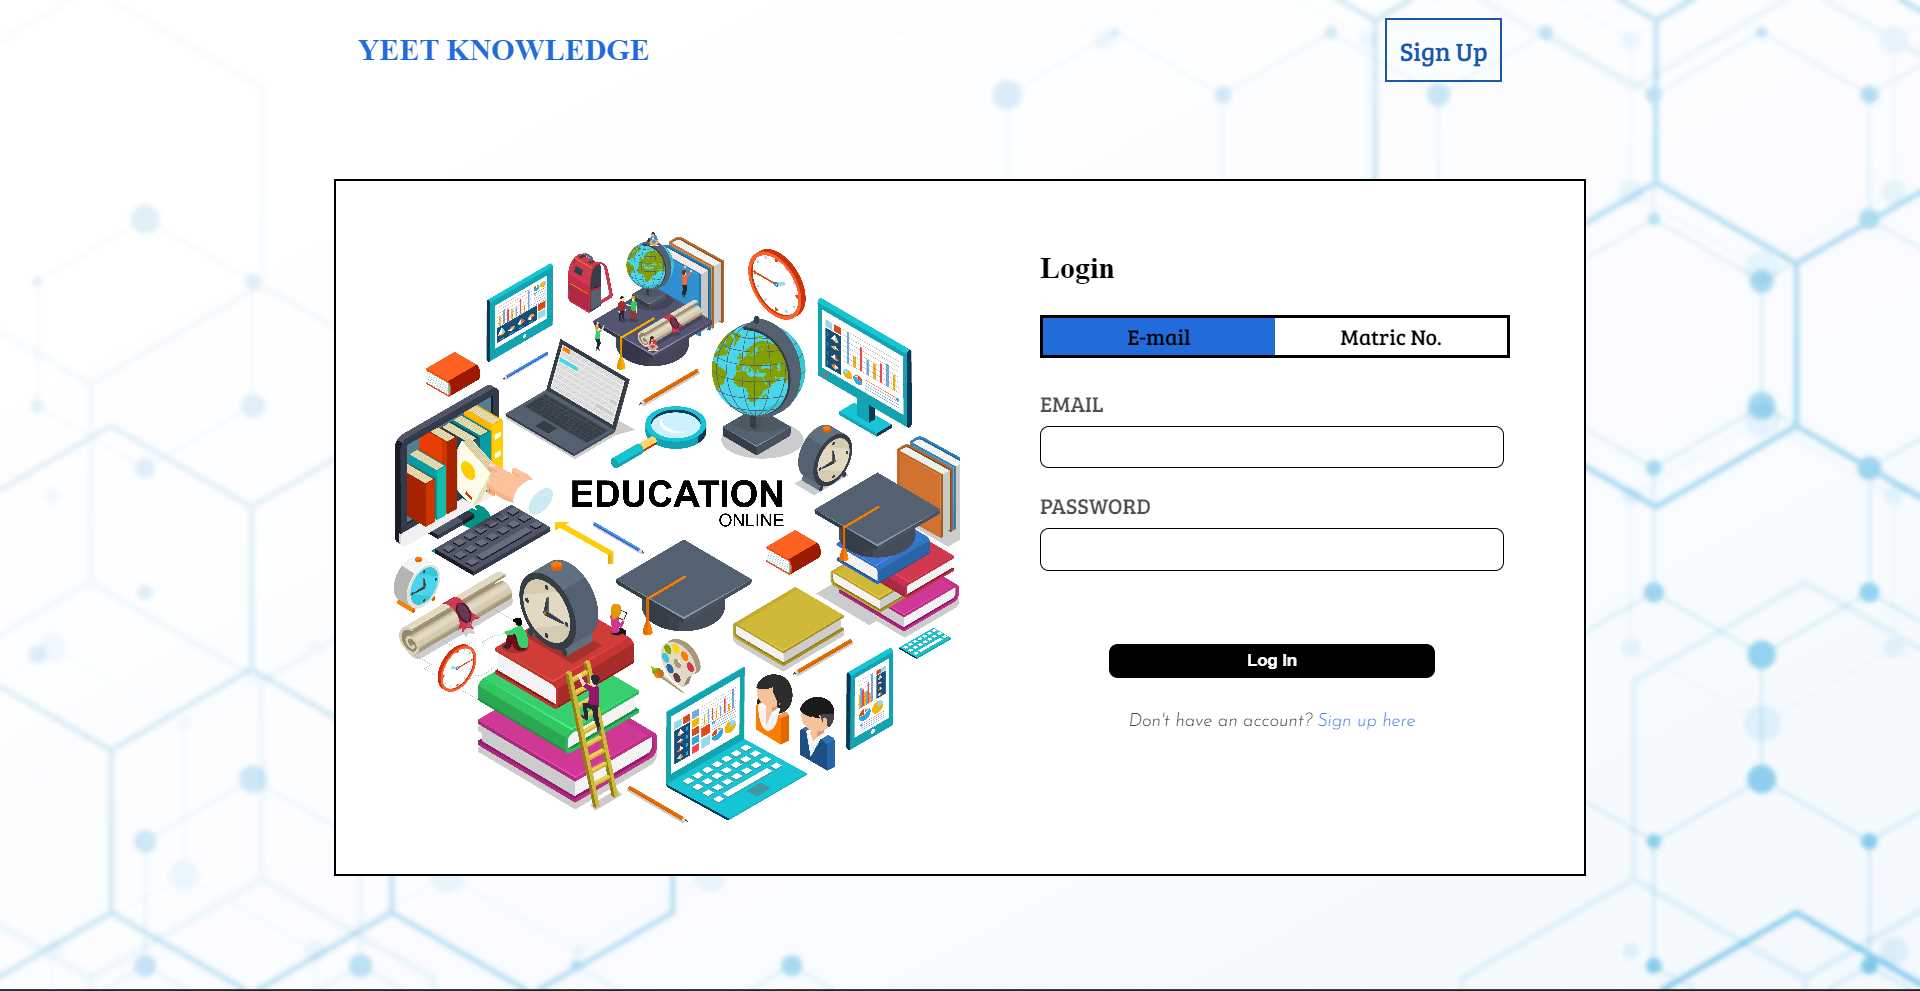 YEET KNOWLEDGE
Sign Up
EDUCATION
ONLINE
Login
E-mail
Matric No.
EMAIL
PASSWORD
Log In
Don't have an account? Sign up here